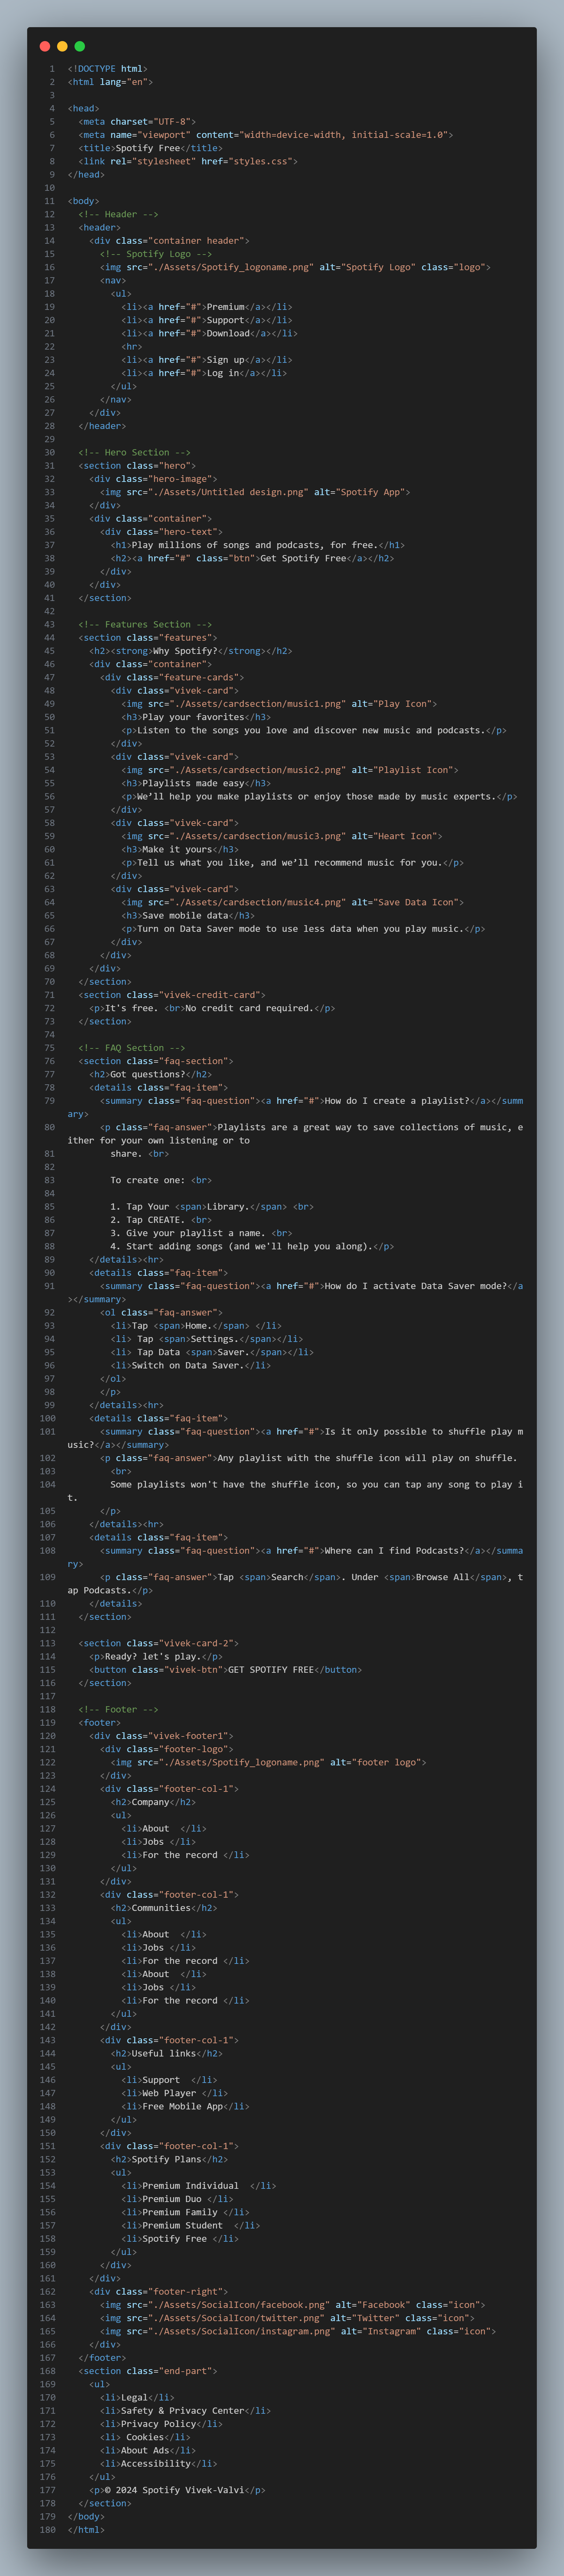 1 <!DOCTYPE html>
2 <html lang="en">
3
4 <head>
5   <meta charset="UTF-8">
6   <meta name="viewport" content="width=device-width, initial-scale=1.0">
7   <title>Spotify Free</title>
8   <link rel="stylesheet" href="styles.css">
9 </head>
10
11 <body>
12   <!-- Header -->
13   <header>
14     <div class="container header">
15       <!-- Spotify Logo -->
16       <img src="./Assets/Spotify_logoname.png" alt="Spotify Logo" class="logo">
17       <nav>
18         <ul>
19           <li><a href="#">Premium</a></li>
20           <li><a href="#">Support</a></li>
21           <li><a href="#">Download</a></li>
22           <hr>
23           <li><a href="#">Sign up</a></li>
24           <li><a href="#">Log in</a></li>
25         </ul>
26       </nav>
27     </div>
28   </header>
29
30   <!-- Hero Section -->
31   <section class="hero">
32     <div class="hero-image">
33       <img src="./Assets/Untitled design.png" alt="Spotify App">
34     </div>
35     <div class="container">
36       <div class="hero-text">
37         <h1>Play millions of songs and podcasts, for free.</h1>
38         <h2><a href="#" class="btn">Get Spotify Free</a></h2>
39       </div>
40     </div>
41   </section>
42
43   <!-- Features Section -->
44   <section class="features">
45     <h2><strong>Why Spotify?</strong></h2>
46     <div class="container">
47       <div class="feature-cards">
48         <div class="vivek-card">
49           <img src="./Assets/cardsection/music1.png" alt="Play Icon">
50           <h3>Play your favorites</h3>
51           <p>Listen to the songs you love and discover new music and podcasts.</p>
52         </div>
53         <div class="vivek-card">
54           <img src="./Assets/cardsection/music2.png" alt="Playlist Icon">
55           <h3>Playlists made easy</h3>
56           <p>We’ll help you make playlists or enjoy those made by music experts.</p>
57         </div>
58         <div class="vivek-card">
59           <img src="./Assets/cardsection/music3.png" alt="Heart Icon">
60           <h3>Make it yours</h3>
61           <p>Tell us what you like, and we’ll recommend music for you.</p>
62         </div>
63         <div class="vivek-card">
64           <img src="./Assets/cardsection/music4.png" alt="Save Data Icon">
65           <h3>Save mobile data</h3>
66           <p>Turn on Data Saver mode to use less data when you play music.</p>
67         </div>
68       </div>
69     </div>
70   </section>
71   <section class="vivek-credit-card">
72     <p>It's free. <br>No credit card required.</p>
73   </section>
74
75   <!-- FAQ Section -->
76   <section class="faq-section">
77     <h2>Got questions?</h2>
78     <details class="faq-item">
79       <summary class="faq-question"><a href="#">How do I create a playlist?</a></summ
ary>
80       <p class="faq-answer">Playlists are a great way to save collections of music, e
ither for your own listening or to
81         share. <br>
82
83         To create one: <br>
84
85         1. Tap Your <span>Library.</span> <br>
86         2. Tap CREATE. <br>
87         3. Give your playlist a name. <br>
88         4. Start adding songs (and we'll help you along).</p>
89     </details><hr>
90     <details class="faq-item">
91       <summary class="faq-question"><a href="#">How do I activate Data Saver mode?</a
></summary>
92       <ol class="faq-answer">
93         <li>Tap <span>Home.</span> </li>
94         <li> Tap <span>Settings.</span></li>
95         <li> Tap Data <span>Saver.</span></li>
96         <li>Switch on Data Saver.</li>
97       </ol>
98       </p>
99     </details><hr>
100     <details class="faq-item">
101       <summary class="faq-question"><a href="#">Is it only possible to shuffle play m
usic?</a></summary>
102       <p class="faq-answer">Any playlist with the shuffle icon will play on shuffle.
103         <br>
104         Some playlists won't have the shuffle icon, so you can tap any song to play i
t.
105       </p>
106     </details><hr>
107     <details class="faq-item">
108       <summary class="faq-question"><a href="#">Where can I find Podcasts?</a></summa
ry>
109       <p class="faq-answer">Tap <span>Search</span>. Under <span>Browse All</span>, t
ap Podcasts.</p>
110     </details>
111   </section>
112
113   <section class="vivek-card-2">
114     <p>Ready? let's play.</p>
115     <button class="vivek-btn">GET SPOTIFY FREE</button>
116   </section>
117
118   <!-- Footer -->
119   <footer>
120     <div class="vivek-footer1">
121       <div class="footer-logo">
122         <img src="./Assets/Spotify_logoname.png" alt="footer logo">
123       </div>
124       <div class="footer-col-1">
125         <h2>Company</h2>
126         <ul>
127           <li>About  </li>
128           <li>Jobs </li>
129           <li>For the record </li>
130         </ul>
131       </div>
132       <div class="footer-col-1">
133         <h2>Communities</h2>
134         <ul>
135           <li>About  </li>
136           <li>Jobs </li>
137           <li>For the record </li>
138           <li>About  </li>
139           <li>Jobs </li>
140           <li>For the record </li>
141         </ul>
142       </div>
143       <div class="footer-col-1">
144         <h2>Useful links</h2>
145         <ul>
146           <li>Support  </li>
147           <li>Web Player </li>
148           <li>Free Mobile App</li>
149         </ul>
150       </div>
151       <div class="footer-col-1">
152         <h2>Spotify Plans</h2>
153         <ul>
154           <li>Premium Individual  </li>
155           <li>Premium Duo </li>
156           <li>Premium Family </li>
157           <li>Premium Student  </li>
158           <li>Spotify Free </li>
159         </ul>
160       </div>
161     </div>
162     <div class="footer-right">
163       <img src="./Assets/SocialIcon/facebook.png" alt="Facebook" class="icon">
164       <img src="./Assets/SocialIcon/twitter.png" alt="Twitter" class="icon">
165       <img src="./Assets/SocialIcon/instagram.png" alt="Instagram" class="icon">
166     </div>
167   </footer>
168   <section class="end-part">
169     <ul>
170       <li>Legal</li>
171       <li>Safety & Privacy Center</li>
172       <li>Privacy Policy</li>
173       <li> Cookies</li>
174       <li>About Ads</li>
175       <li>Accessibility</li>
176     </ul>
177     <p>© 2024 Spotify Vivek-Valvi</p>
178   </section>
179 </body>
180 </html>